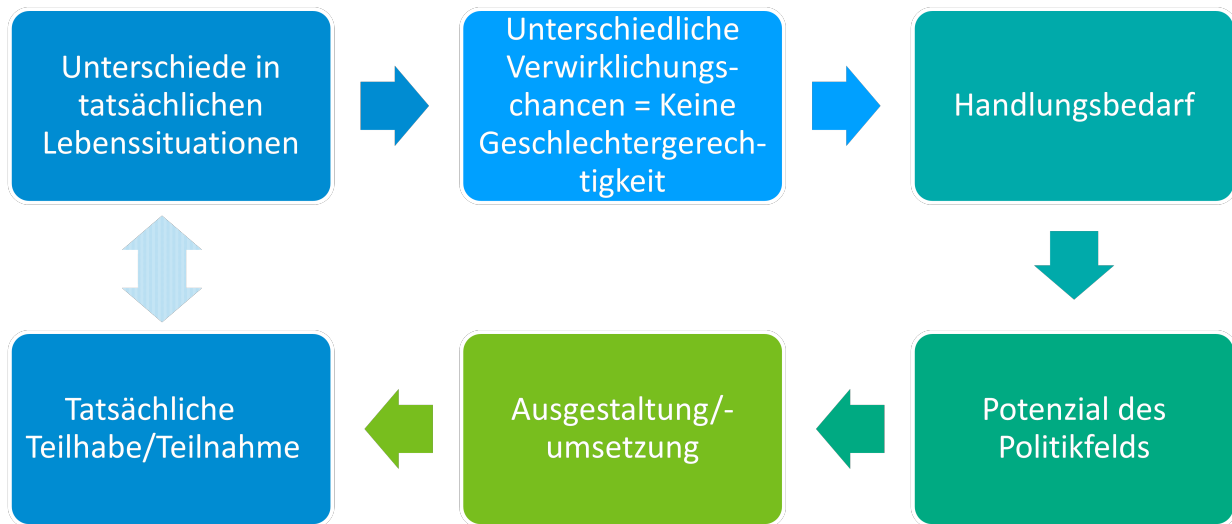 Unterschiede in
tatsächlichen
Lebenssituationen
Unterschiedliche
Verwirklichungs-
chancen = Keine
Geschlechtergerech-
tigkeit
Handlungsbedarf
Tatsächliche
Teilhabe/Teilnahme
Ausgestaltung/-
umsetzung
Potenzial des
Politikfelds